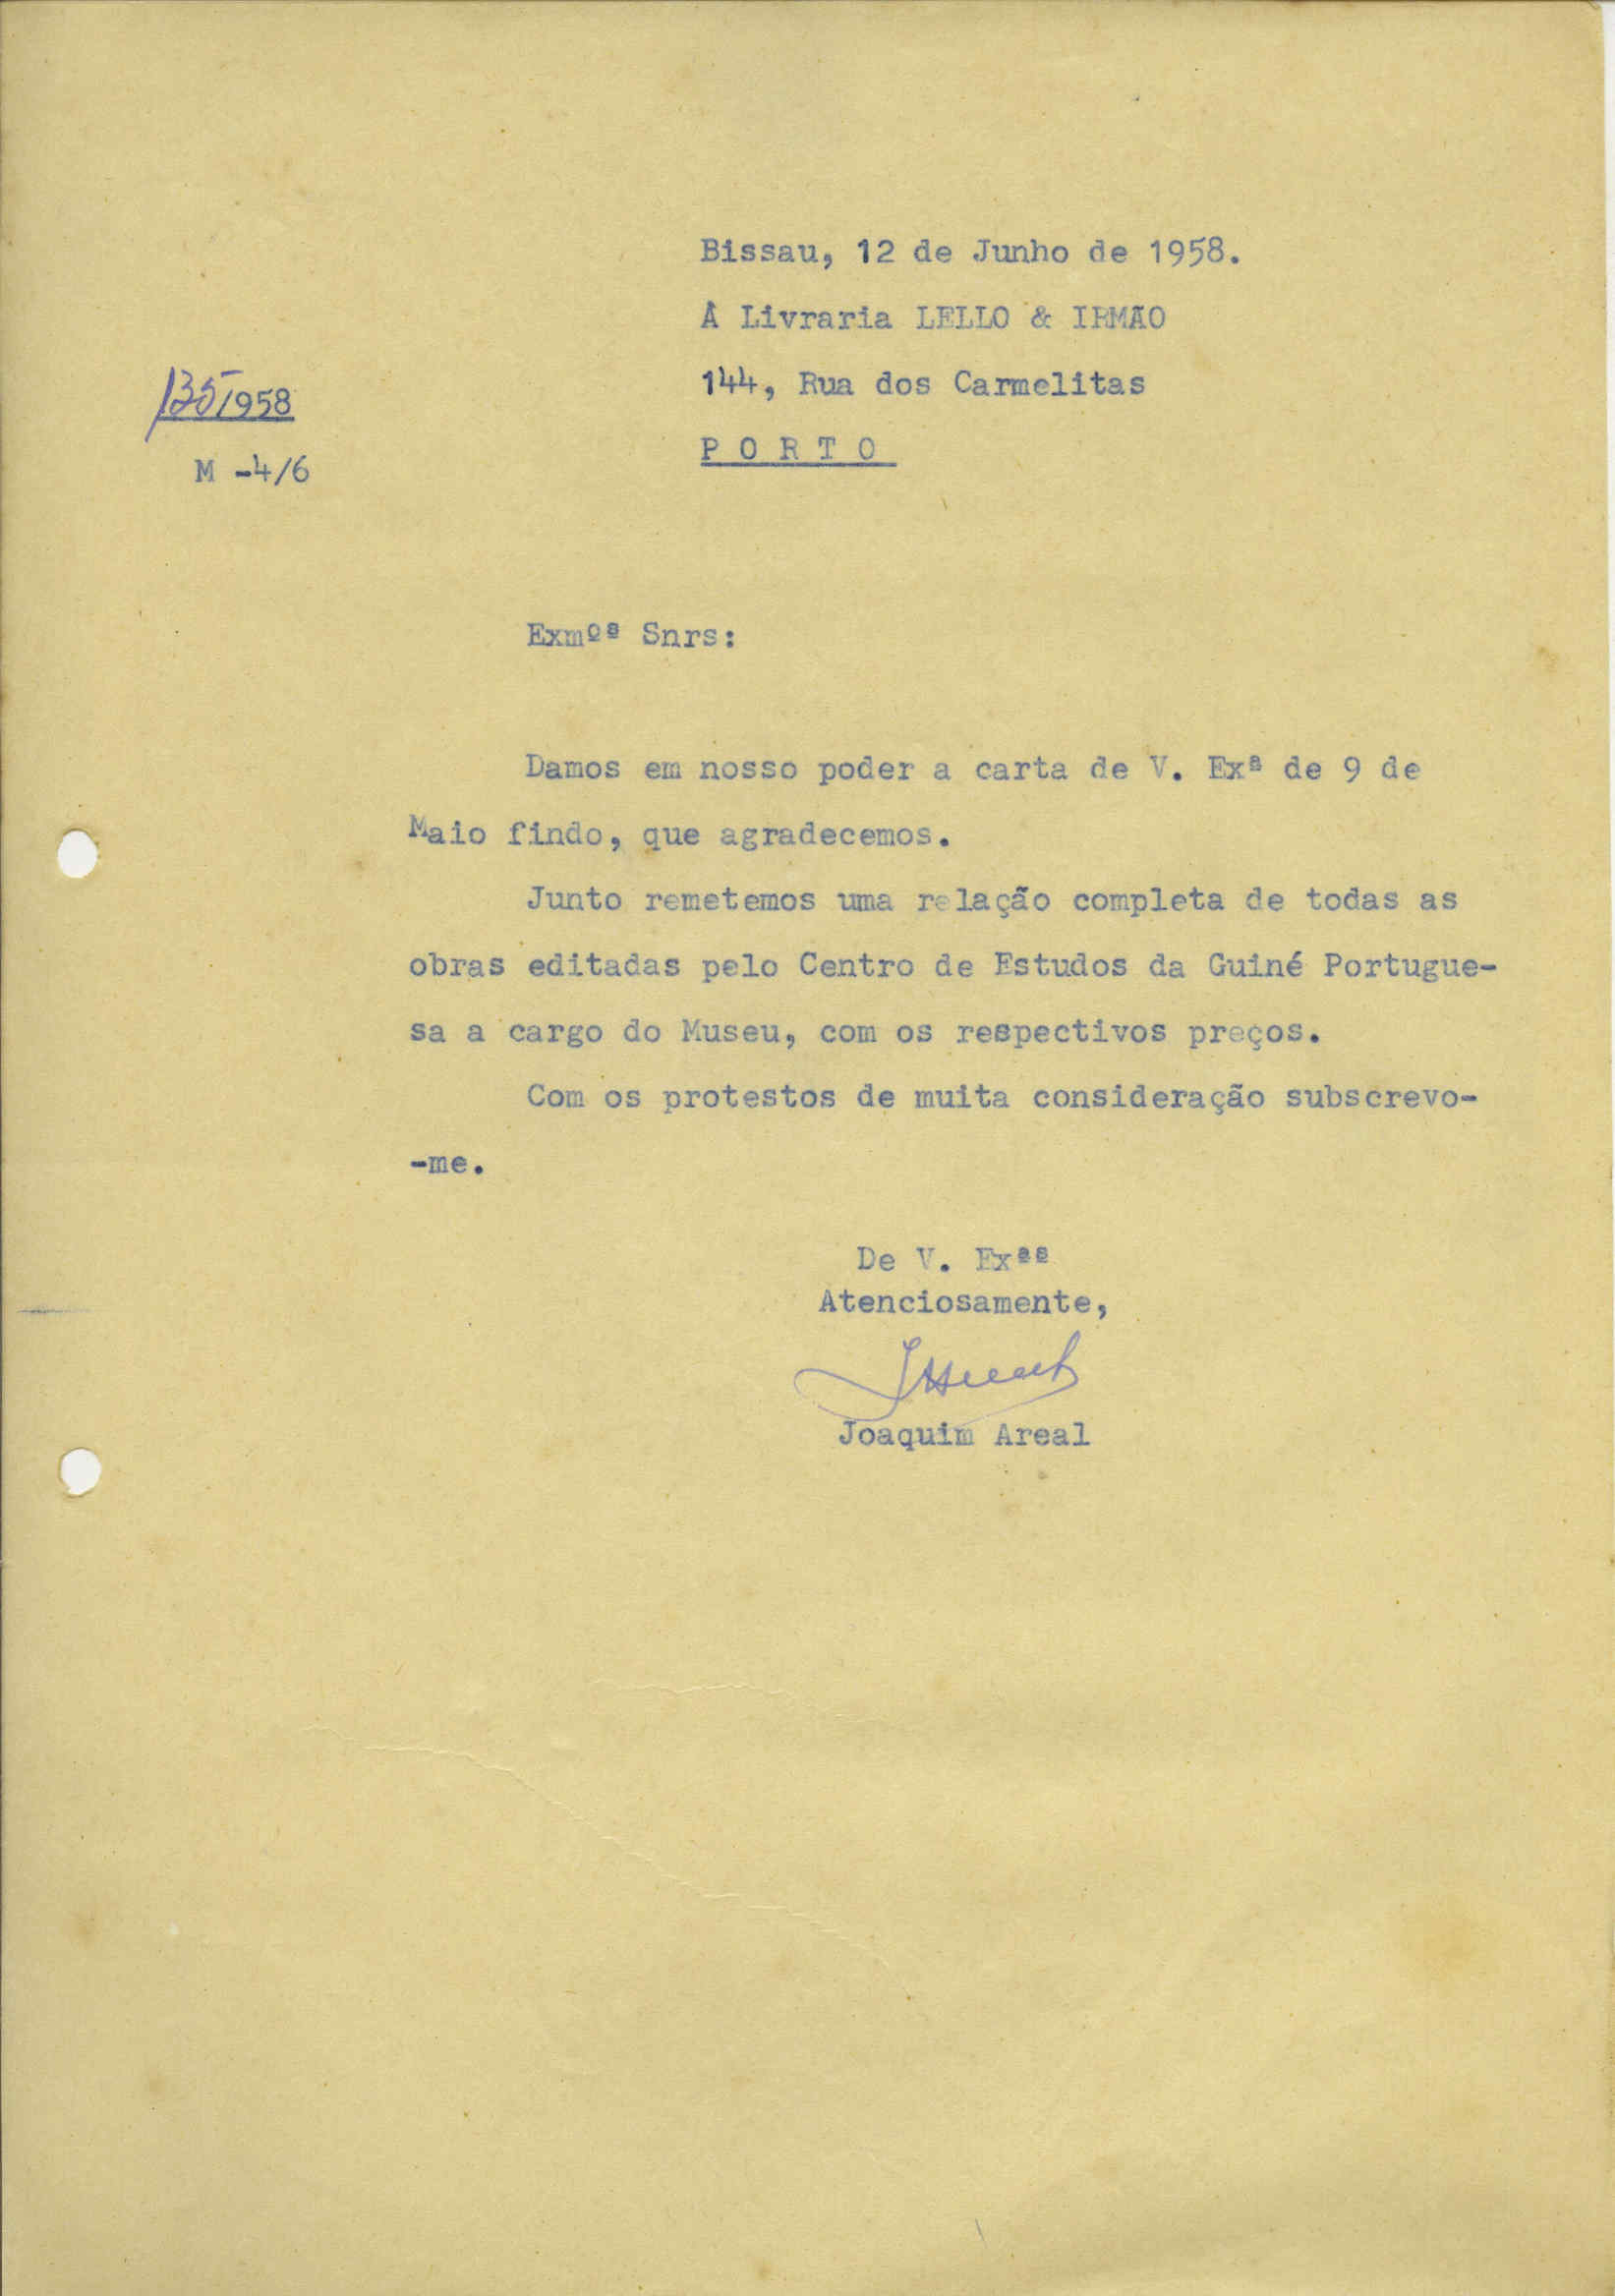 Bissau, 12 de Junho de 1958.
À Livraria LELLO & IRMÃO
144, Rua dos Carmelitas
135/1958
P O R T O
M -4/6
Exmºs Snrs:
Damos em nosso poder a carta de V. Exª de 9 de
Maio findo, que agradecemos.
Junto remetemos uma relação completa de todas as
obras editadas pelo Centro de Estudos da Guiné Portugue-
sa a cargo do Museu, com os respectivos preços.
Com os protestos de muita consideração subscrevo-
-me.
De V. Exªs
Atenciosamente,
Joaquim Areal